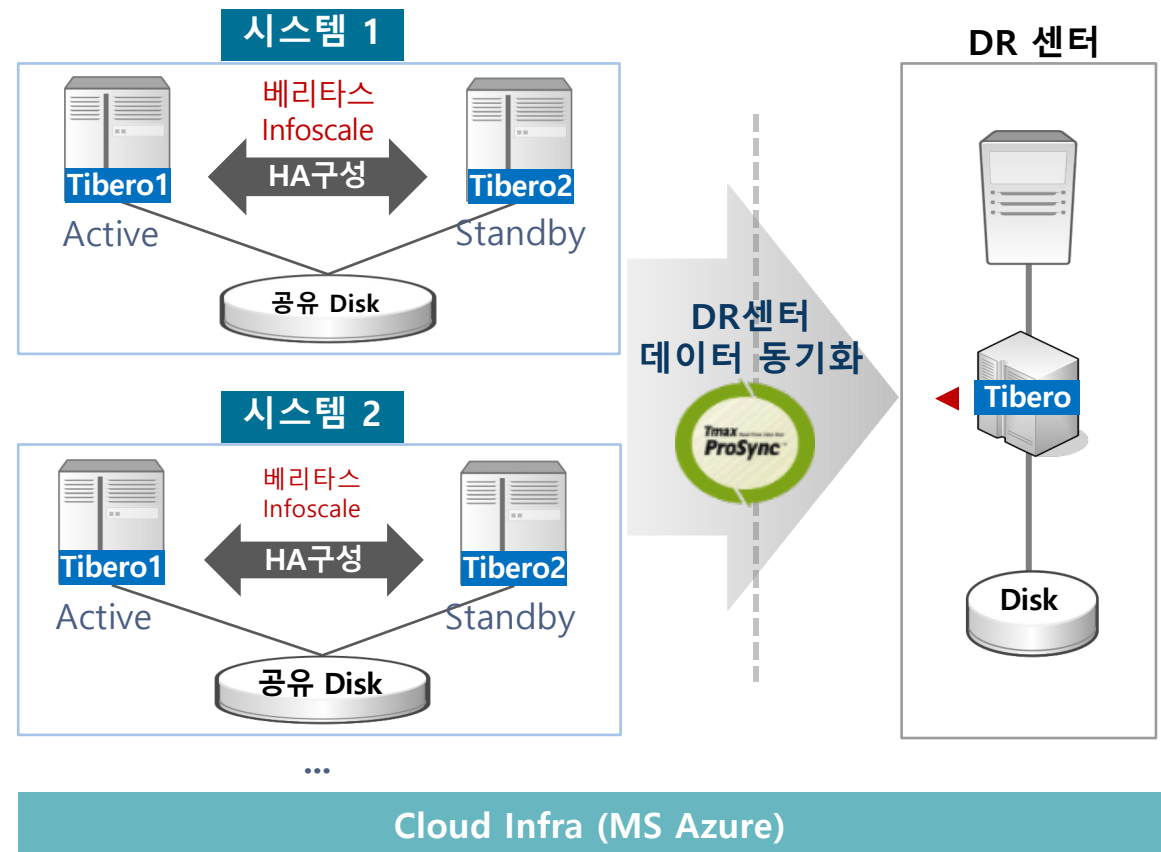 시스템 1
베리타스
Infoscale
HA구성
Tibero1
Tibero2
Active
Standby
공유 Disk
시스템 2
베리타스
Infoscale
HA구성
Tibero1
Tibero2
Active
Standby
공유 Disk
...
DR센터
데이터 동기화
Tmax
ProSync
DR 센터
Tibero
Disk
Cloud Infra (MS Azure)